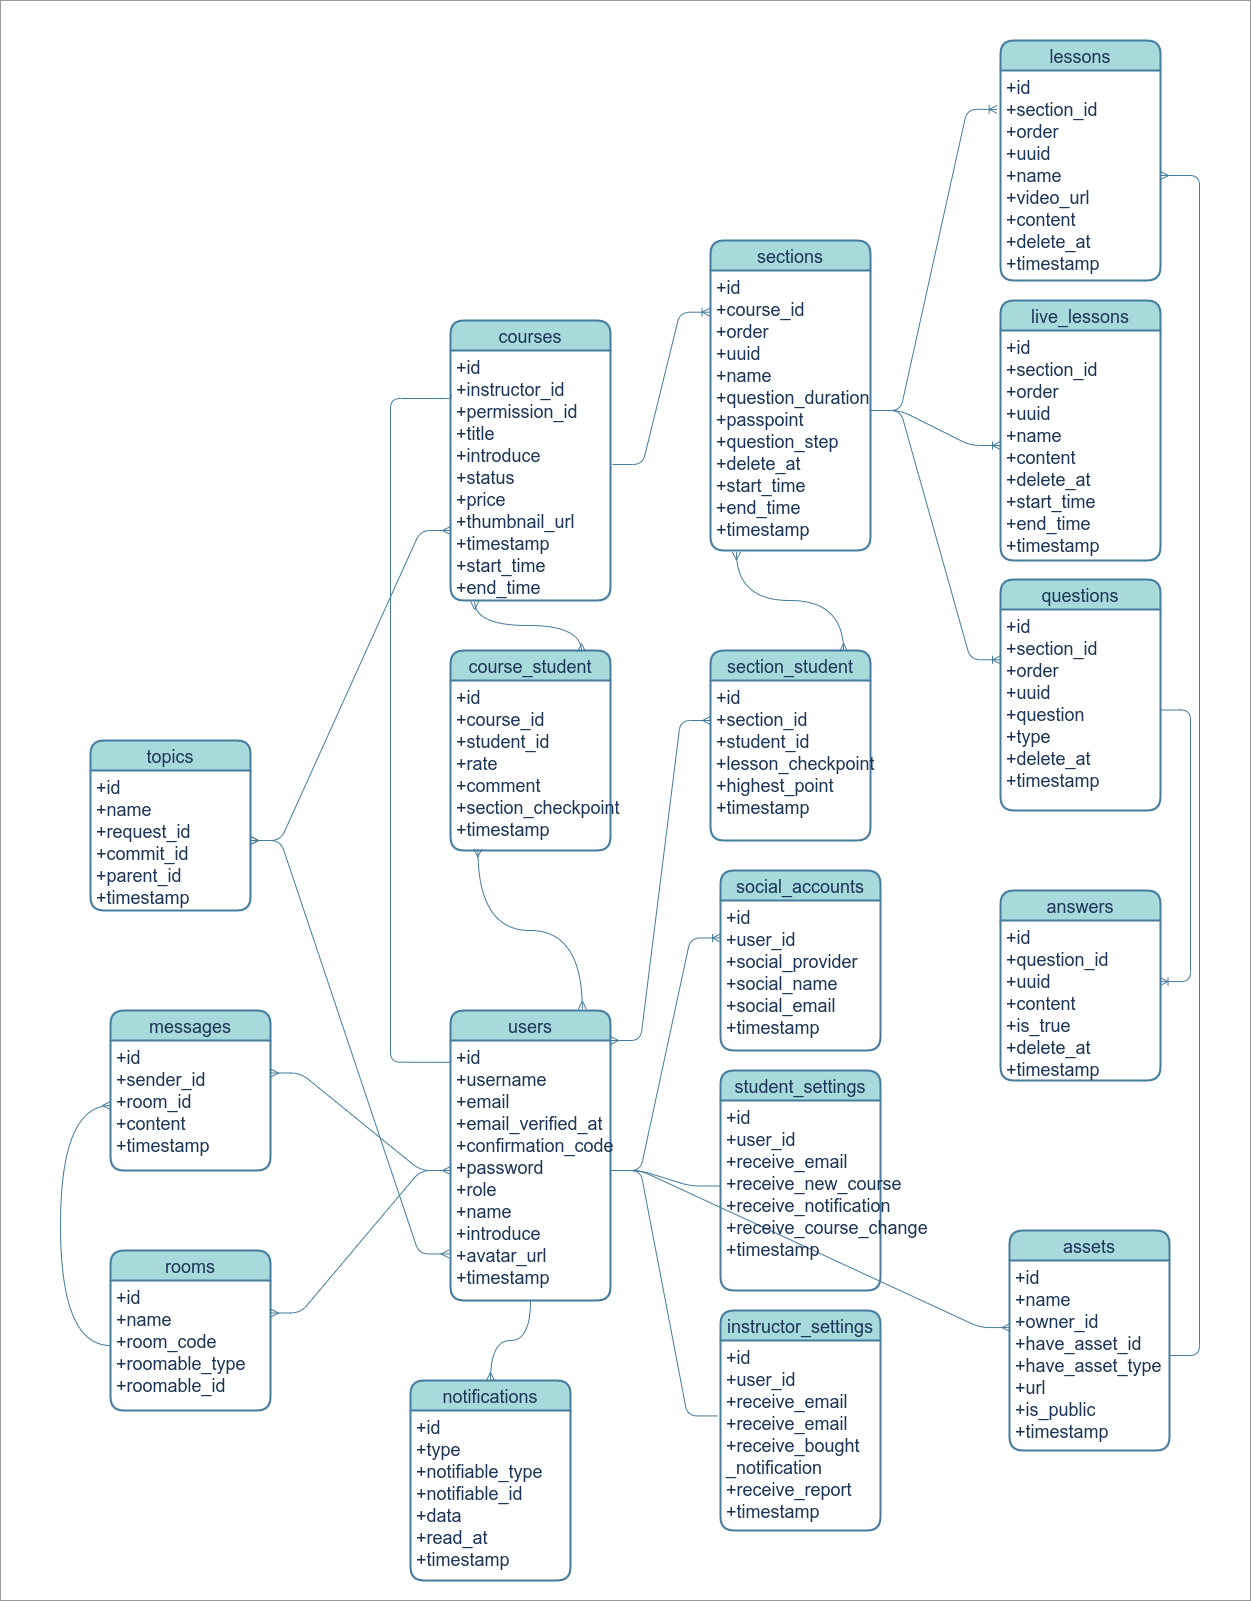 lessons
+id
+section_id
+order
+uuid
+name
+video_url
+content
+delete_at
+timestamp
sections
+id
+course_id
+order
+uuid
+name
+question_duration
+passpoint
+question_step
+delete_at
+start_time
+end_time
+timestamp
live_lessons
+id
+section_id
+order
+uuid
+name
+content
+delete_at
+start_time
+end_time
+timestamp
courses
+id
+instructor_id
+permission_id
+title
+introduce
+status
+price
+thumbnail_url
+timestamp
+start_time
+end_time
questions
+id
+section_id
+order
+uuid
+question
+type
+delete_at
+timestamp
course_student
+id
+course_id
+student_id
+rate
+comment
+section_checkpoint
+timestamp
section_student
+id
+section_id
+student_id
+lesson_checkpoint
+highest_point
+timestamp
topics
+id
+name
+request_id
+commit_id
+parent_id
+timestamp
social_accounts
+id
+user_id
+social_provider
+social_name
+social_email
+timestamp
answers
+id
+question_id
+uuid
+content
+is_true
+delete_at
+timestamp
messages
+id
+sender_id
+room_id
+content
+timestamp
users
+id
+username
+email
+email_verified_at
+confirmation_code
+password
+role
+name
+introduce
+avatar_url
+timestamp
student_settings
+id
+user_id
+receive_email
+receive_new_course
+receive_notification
+receive_course_change
+timestamp
rooms
+id
+name
+room_code
+roomable_type
+roomable_id
assets
+id
+name
+owner_id
+have_asset_id
+have_asset_type
+url
+is_public
+timestamp
instructor_settings
+id
+user_id
+receive_email
+receive_email
+receive_bought
_notification
+receive_report
+timestamp
notifications
+id
+type
+notifiable_type
+notifiable_id
+data
+read_at
+timestamp